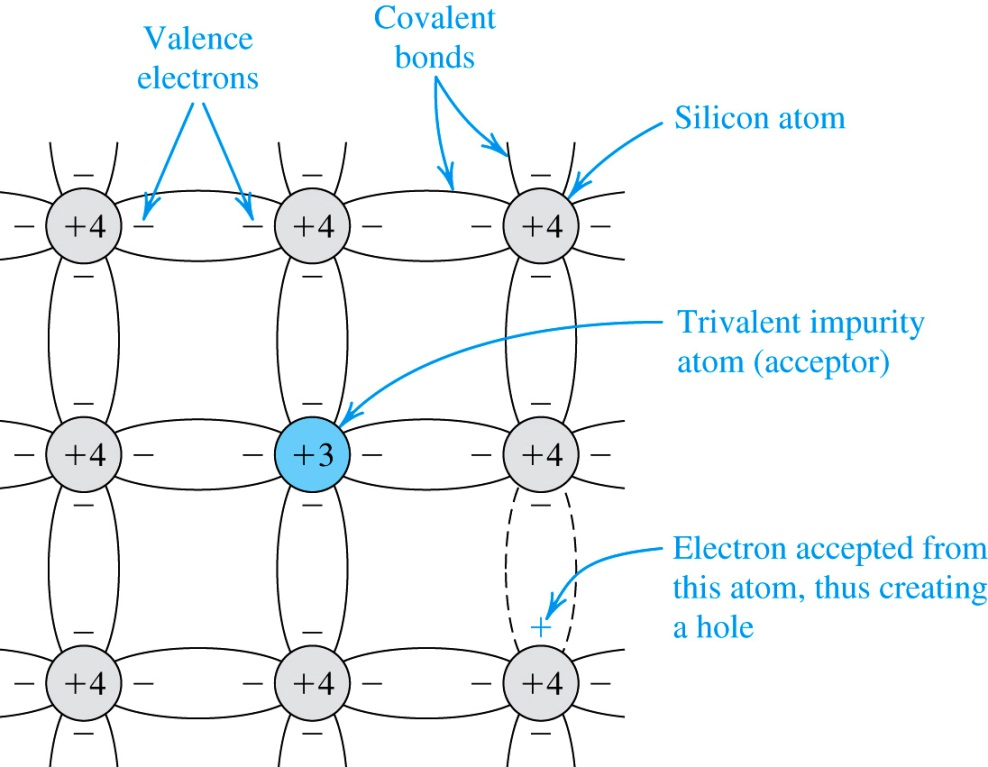 Covalent
bonds
Valence
electrons
Silicon atom
− − −
− +4 − − +4 − − +4 −
− − −
Trivalent impurity
atom (acceptor)
− − −
− +4 − − +3 − − +4 −
− − −
Electron accepted from
this atom, thus creating
a hole
− − +
− +4 − − +4 − − +4 −
− − −